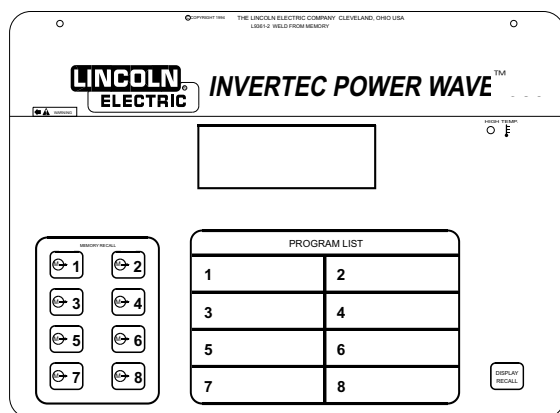 ©COPYRIGHT 1994 THE LINCOLN ELECTRIC COMPANY CLEVELAND, OHIO USA
L9361-2 WELD FROM MEMORY
LINCOLN ®
ELECTRIC
INVERTEC POWER WAVE™
WARNING
HIGH TEMP.
MEMORY RECALL
M 1 M 2
M 3 M 4
M 5 M 6
M 7 M 8
PROGRAM LIST
1 2
3 4
5 6
7 8
DISPLAY
RECALL